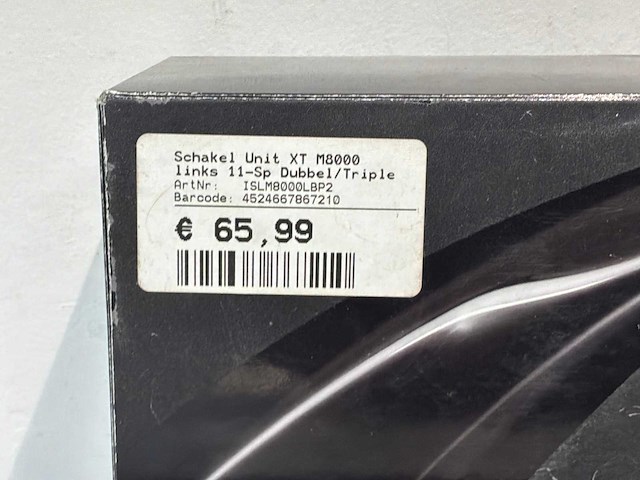 Schakel Unit XT M8000
links 11-Sp Dubbel/Triple
ArtNr: ISLM8000LBP2
Barcode: 4524667867210
€ 65,99